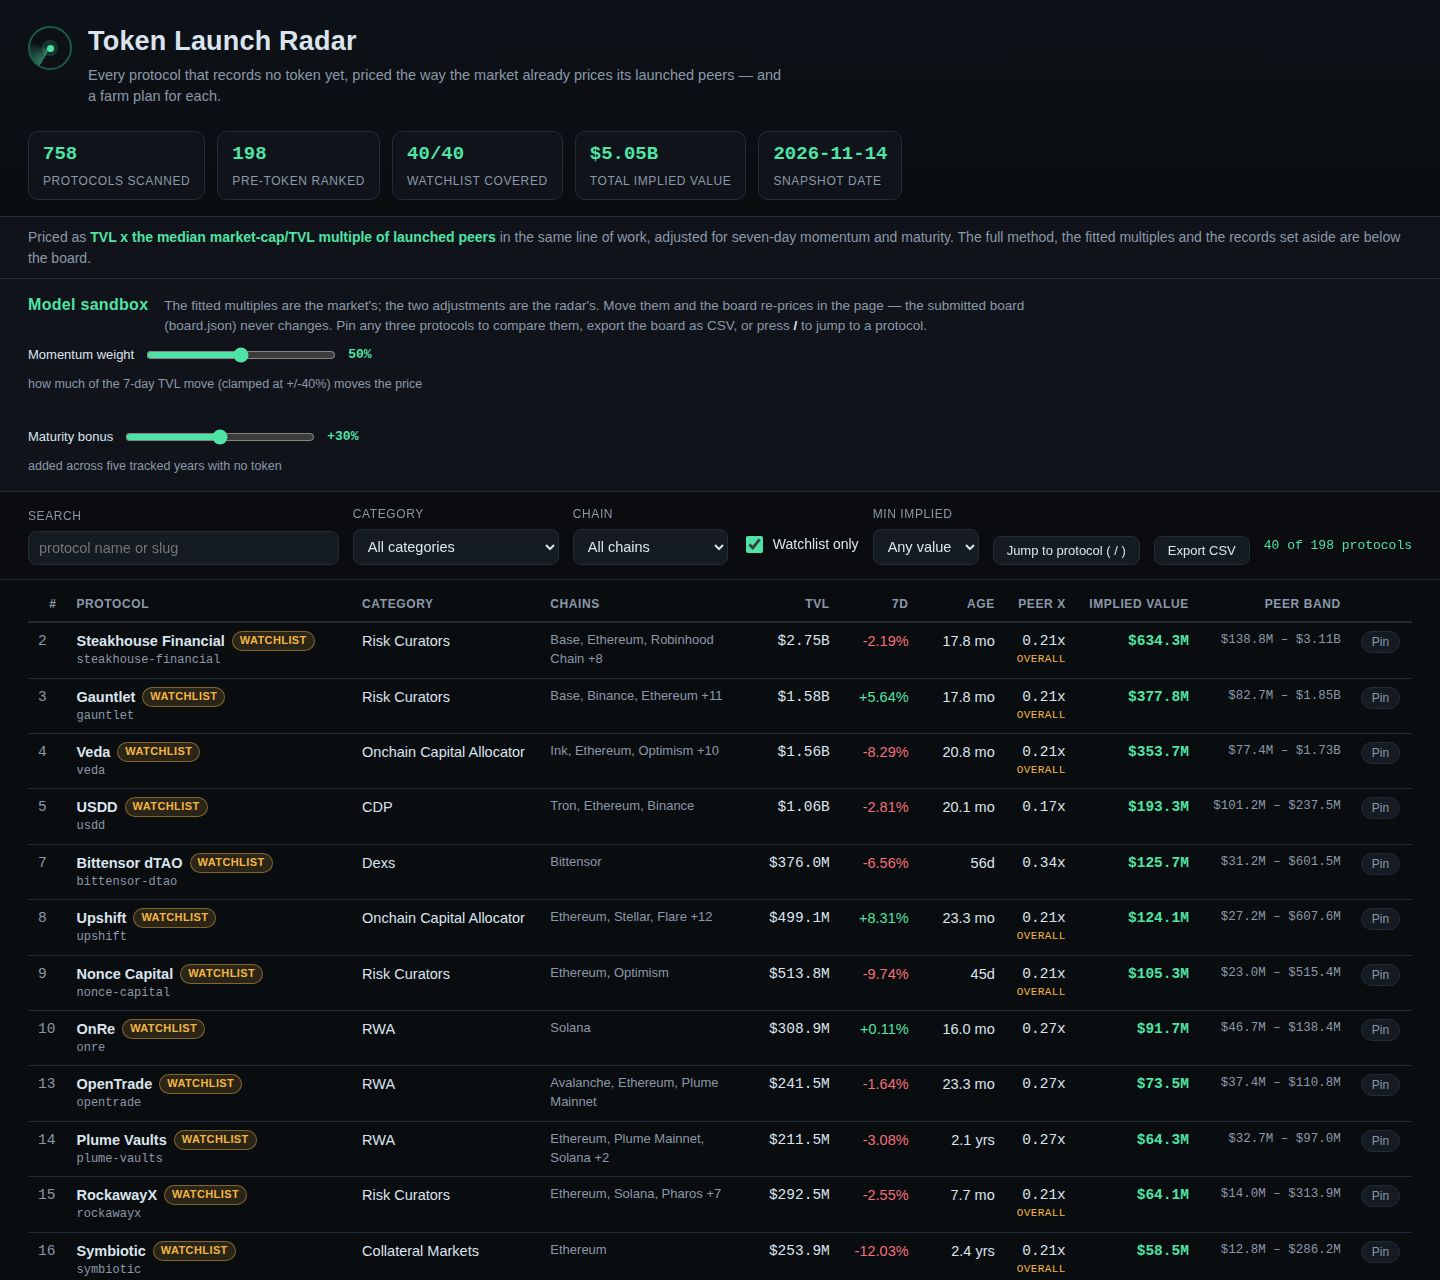 Token Launch Radar
Every protocol that records no token yet, priced the way the market already prices its launched peers — and
a farm plan for each.
758
PROTOCOLS SCANNED
198
PRE-TOKEN RANKED
40/40
WATCHLIST COVERED
$5.05B
TOTAL IMPLIED VALUE
2026-11-14
SNAPSHOT DATE
Priced as TVL x the median market-cap/TVL multiple of launched peers in the same line of work, adjusted for seven-day momentum and maturity. The full method, the fitted multiples and the records set aside are below
the board.
Model sandbox
The fitted multiples are the market's; the two adjustments are the radar's. Move them and the board re-prices in the page — the submitted board
(board.json) never changes. Pin any three protocols to compare them, export the board as CSV, or press / to jump to a protocol.
Momentum weight 50%
how much of the 7-day TVL move (clamped at +/-40%) moves the price
Maturity bonus +30%
added across five tracked years with no token
SEARCH CATEGORY CHAIN MIN IMPLIED
protocol name or slug All categories All chains Watchlist only Any value Jump to protocol ( / ) Export CSV 40 of 198 protocols
# PROTOCOL CATEGORY CHAINS TVL 7D AGE PEER X IMPLIED VALUE PEER BAND
2 Steakhouse Financial WATCHLIST Risk Curators Base, Ethereum, Robinhood $2.75B -2.19% 17.8 mo 0.21x $634.3M $138.8M – $3.11B Pin
steakhouse-financial Chain +8 OVERALL
3 Gauntlet WATCHLIST Risk Curators Base, Binance, Ethereum +11 $1.58B +5.64% 17.8 mo 0.21x $377.8M $82.7M – $1.85B Pin
gauntlet OVERALL
4 Veda WATCHLIST Onchain Capital Allocator Ink, Ethereum, Optimism +10 $1.56B -8.29% 20.8 mo 0.21x $353.7M $77.4M – $1.73B Pin
veda OVERALL
5 USDD WATCHLIST CDP Tron, Ethereum, Binance $1.06B -2.81% 20.1 mo 0.17x $193.3M $101.2M – $237.5M Pin
usdd
7 Bittensor dTAO WATCHLIST Dexs Bittensor $376.0M -6.56% 56d 0.34x $125.7M $31.2M – $601.5M Pin
bittensor-dtao
8 Upshift WATCHLIST Onchain Capital Allocator Ethereum, Stellar, Flare +12 $499.1M +8.31% 23.3 mo 0.21x $124.1M $27.2M – $607.6M Pin
upshift OVERALL
9 Nonce Capital WATCHLIST Risk Curators Ethereum, Optimism $513.8M -9.74% 45d 0.21x $105.3M $23.0M – $515.4M Pin
nonce-capital OVERALL
10 OnRe WATCHLIST RWA Solana $308.9M +0.11% 16.0 mo 0.27x $91.7M $46.7M – $138.4M Pin
onre
13 OpenTrade WATCHLIST RWA Avalanche, Ethereum, Plume $241.5M -1.64% 23.3 mo 0.27x $73.5M $37.4M – $110.8M Pin
opentrade Mainnet
14 Plume Vaults WATCHLIST RWA Ethereum, Plume Mainnet, $211.5M -3.08% 2.1 yrs 0.27x $64.3M $32.7M – $97.0M Pin
plume-vaults Solana +2
15 RockawayX WATCHLIST Risk Curators Ethereum, Solana, Pharos +7 $292.5M -2.55% 7.7 mo 0.21x $64.1M $14.0M – $313.9M Pin
rockawayx OVERALL
16 Symbiotic WATCHLIST Collateral Markets Ethereum $253.9M -12.03% 2.4 yrs 0.21x $58.5M $12.8M – $286.2M Pin
symbiotic OVERALL